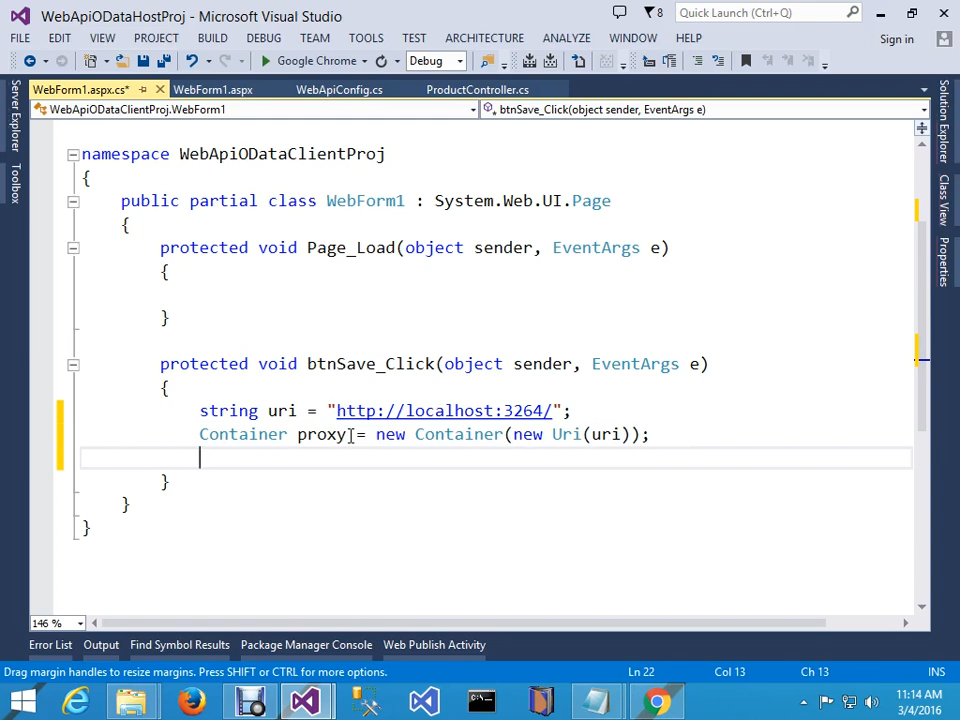 WebApiODataHostProj - Microsoft Visual Studio
8
Quick Launch (Ctrl+Q)
FILE EDIT VIEW PROJECT BUILD DEBUG TEAM TOOLS TEST ARCHITECTURE ANALYZE WINDOW HELP Sign in
Google Chrome Debug
WebForm1.aspx.cs* WebForm1.aspx WebApiConfig.cs ProductController.cs
WebApiODataClientProj.WebForm1 btnSave_Click(object sender, EventArgs e)
Server Explorer
Toolbox
Solution Explorer
Class View
Properties
namespace WebApiODataClientProj
{
public partial class WebForm1 : System.Web.UI.Page
{
protected void Page_Load(object sender, EventArgs e)
{
}
protected void btnSave_Click(object sender, EventArgs e)
{
string uri = "http://localhost:3264/";
Container proxy = new Container(new Uri(uri));
}
}
}
146 %
Error List Output Find Symbol Results Package Manager Console Web Publish Activity
Drag margin handles to resize margins. Press SHIFT or CTRL for more options. Ln 22 Col 13 Ch 13 INS
11:14 AM
3/4/2016